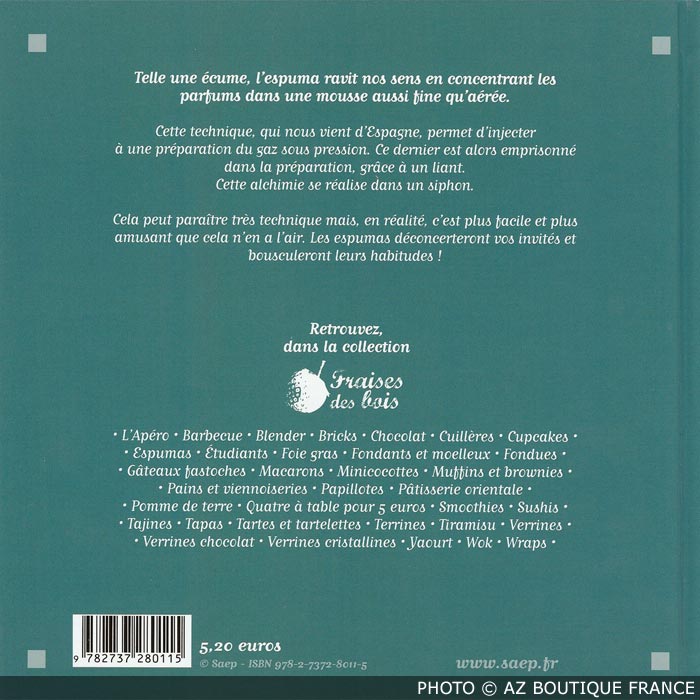 Telle une écume, l'espuma ravit nos sens en concentrant les
parfums dans une mousse aussi fine qu'aérée.
Cette technique, qui nous vient d'Espagne, permet d'injecter
à une préparation du gaz sous pression. Ce dernier est alors emprisonné
dans la préparation, grâce à un liant.
Cette alchimie se réalise dans un siphon.
Cela peut paraître très technique mais, en réalité, c'est plus facile et plus
amusant que cela n'en a l'air. Les espumas déconcerteront vos invités et
bousculeront leurs habitudes !
Retrouvez,
dans la collection
Fraises
des bois
· L'Apéro · Barbecue · Blender · Bricks · Chocolat · Cuillères · Cupcakes ·
· Espumas · Étudiants · Foie gras · Fondants et moelleux · Fondues ·
· Gâteaux fastoches · Macarons · Minicocottes · Muffins et brownies ·
· Pains et viennoiseries · Papillotes · Pâtisserie orientale ·
· Pomme de terre · Quatre à table pour 5 euros · Smoothies · Sushis ·
· Tajines · Tapas · Tartes et tartelettes · Terrines · Tiramisu · Verrines ·
· Verrines chocolat · Verrines cristallines · Yaourt · Wok · Wraps ·
9 782737 280115
5,20 euros
© Saep - ISBN 978-2-7372-8011-5
www.saep.fr
PHOTO © AZ BOUTIQUE FRANCE